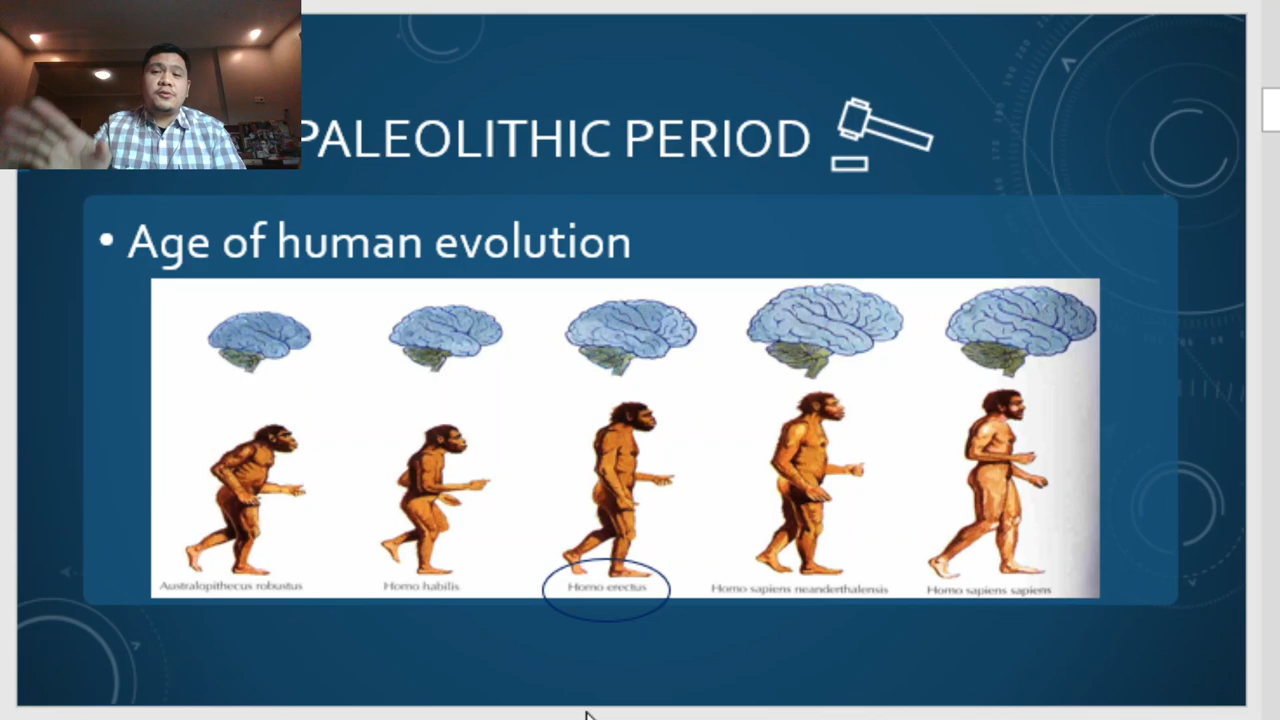 PALEOLITHIC PERIOD
• Age of human evolution
Australopithecus robustus
Homo habilis
Homo erectus
Homo sapiens neanderthalensis
Homo sapiens sapiens